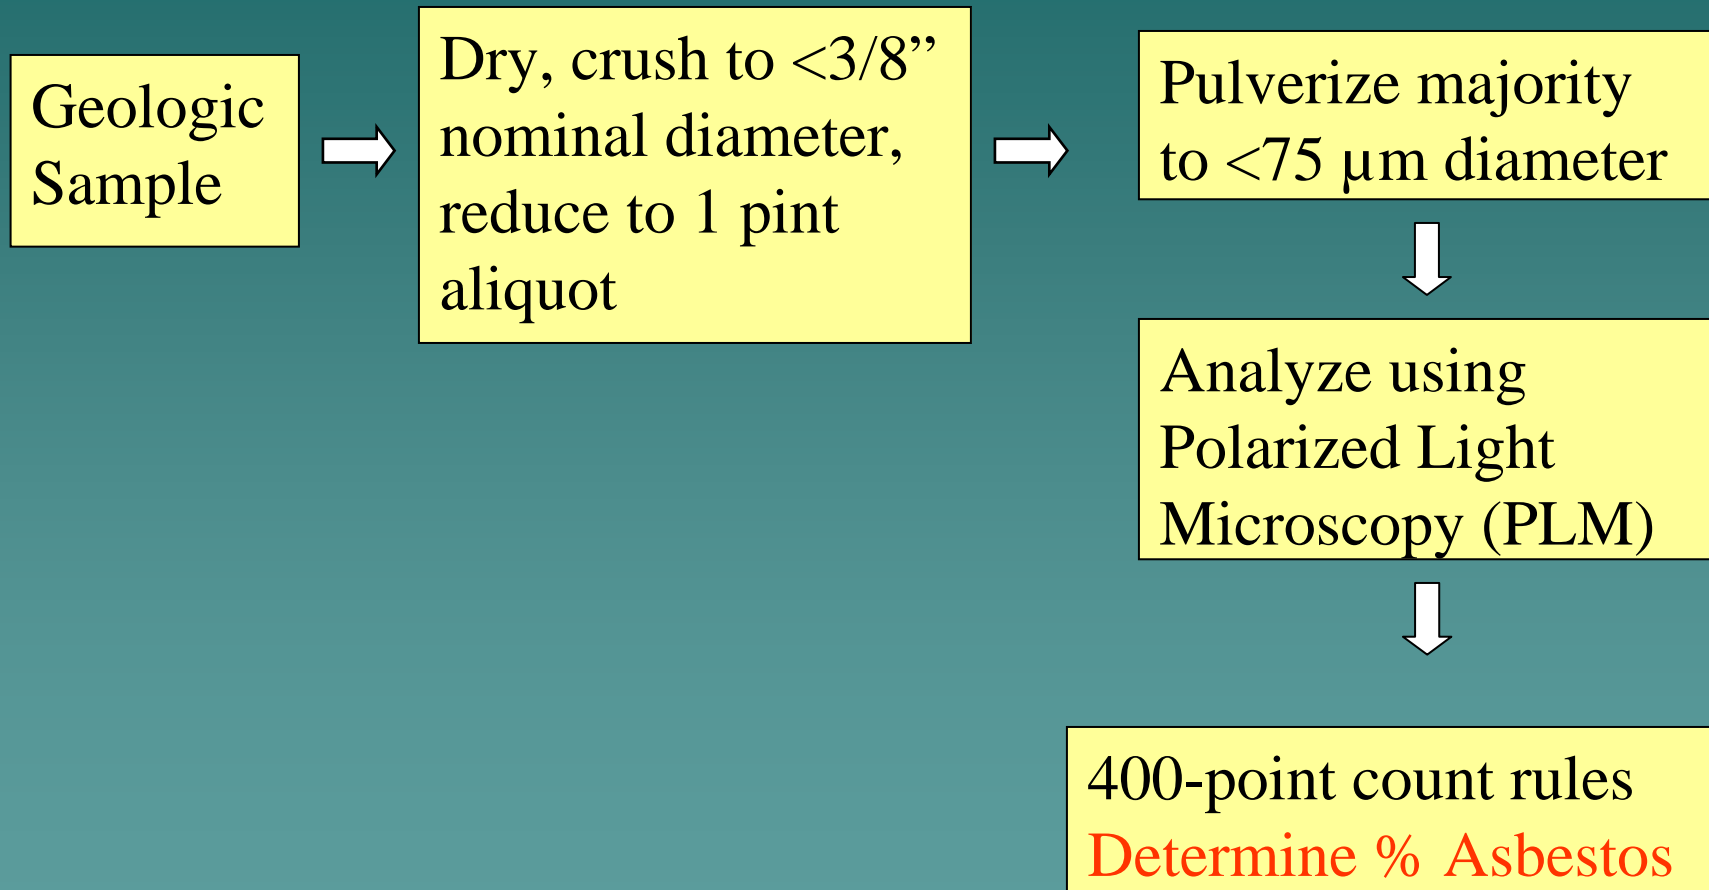 Geologic
Sample
Dry, crush to <3/8”
nominal diameter,
reduce to 1 pint
aliquot
Pulverize majority
to <75 µm diameter
Analyze using
Polarized Light
Microscopy (PLM)
400-point count rules
Determine % Asbestos